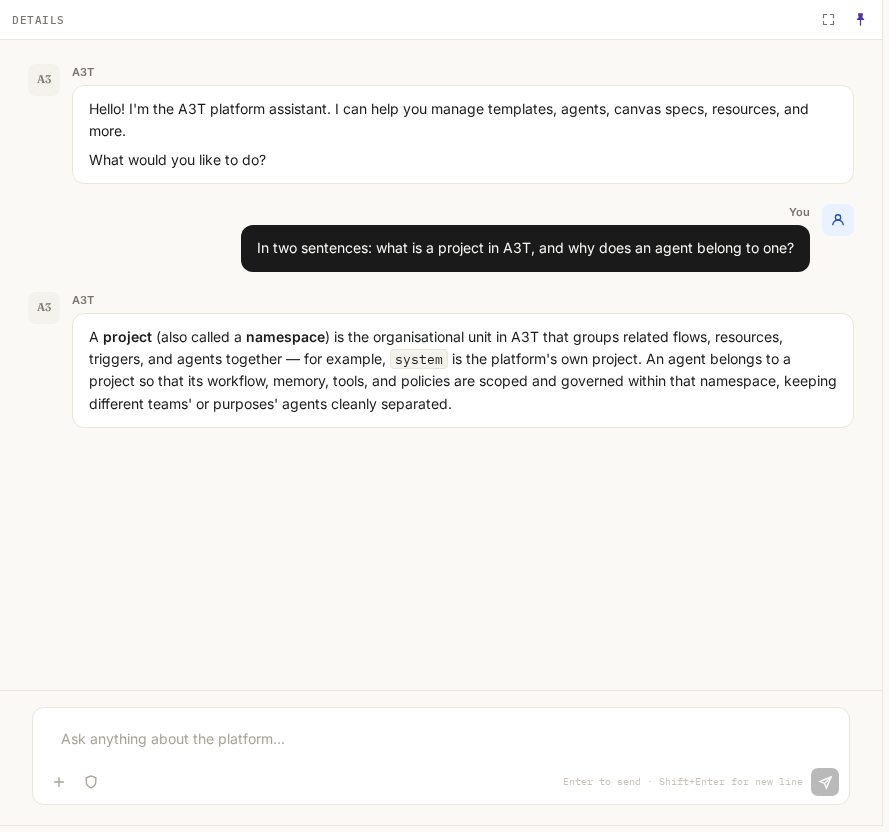 DETAILS
A3
A3T
Hello! I'm the A3T platform assistant. I can help you manage templates, agents, canvas specs, resources, and
more.
What would you like to do?
You
In two sentences: what is a project in A3T, and why does an agent belong to one?
A3
A3T
A project (also called a namespace) is the organisational unit in A3T that groups related flows, resources,
triggers, and agents together — for example, system is the platform's own project. An agent belongs to a
project so that its workflow, memory, tools, and policies are scoped and governed within that namespace, keeping
different teams' or purposes' agents cleanly separated.
Ask anything about the platform...
Enter to send · Shift+Enter for new line